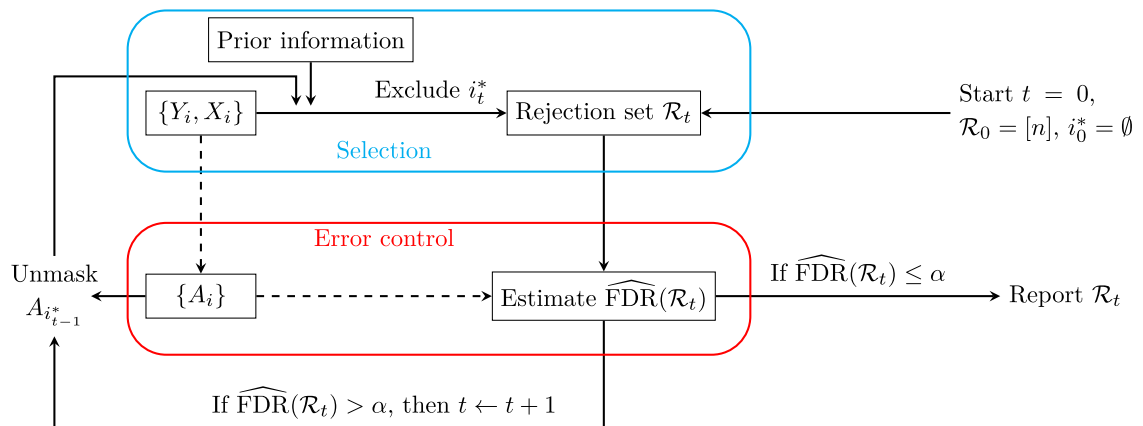 Prior information
Exclude $i_t^*$
$\{Y_i, X_i\}$
Rejection set $\mathcal{R}_t$
Start $t = 0$,
$\mathcal{R}_0 = [n]$, $i_0^* = \emptyset$
Selection
Error control
Unmask
$A_{i_{t-1}^*}$
$\{A_i\}$
Estimate $\widehat{\mathrm{FDR}}(\mathcal{R}_t)$
If $\widehat{\mathrm{FDR}}(\mathcal{R}_t) \leq \alpha$
Report $\mathcal{R}_t$
If $\widehat{\mathrm{FDR}}(\mathcal{R}_t) > \alpha$, then $t \leftarrow t + 1$